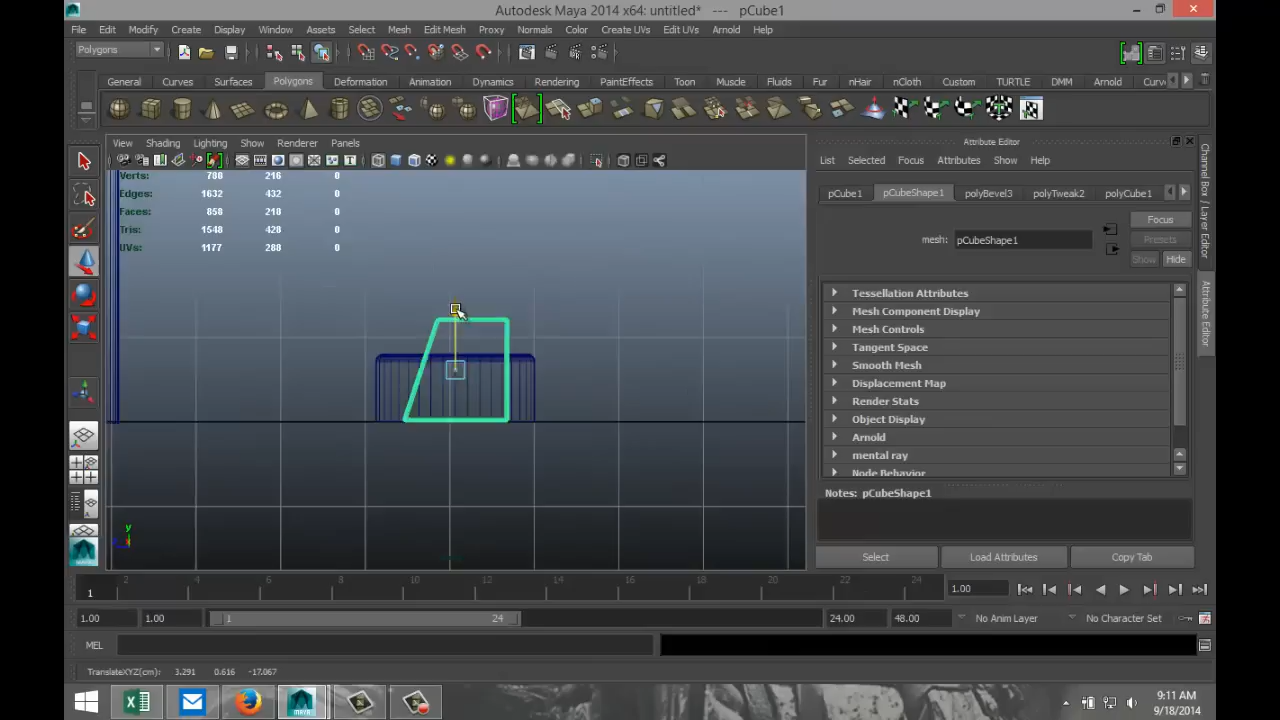 Autodesk Maya 2014 x64: untitled* --- pCube1
File Edit Modify Create Display Window Assets Select Mesh Edit Mesh Proxy Normals Color Create UVs Edit UVs Arnold Help
Polygons
General Curves Surfaces Polygons Deformation Animation Dynamics Rendering PaintEffects Toon Muscle Fluids Fur nHair nCloth Custom TURTLE DMM Arnold Curv
View Shading Lighting Show Renderer Panels
Verts: 780 216 0
Edges: 1632 432 0
Faces: 858 218 0
Tris: 1548 428 0
UVs: 1177 288 0
y
Attribute Editor
List Selected Focus Attributes Show Help
pCube1 pCubeShape1 polyBevel3 polyTweak2 polyCube1
mesh: pCubeShape1
Focus
Presets
Show Hide
Tessellation Attributes
Mesh Component Display
Mesh Controls
Tangent Space
Smooth Mesh
Displacement Map
Render Stats
Object Display
Arnold
mental ray
Node Behavior
Notes: pCubeShape1
Select Load Attributes Copy Tab
Channel Box / Layer Editor
Attribute Editor
2 4 6 8 10 12 14 16 18 20 22 24
1
1.00
1.00 1.00 1 24 24.00 48.00 No Anim Layer No Character Set
MEL
TranslateXYZ(cm): 3.291 0.616 -17.067
9:11 AM
9/18/2014